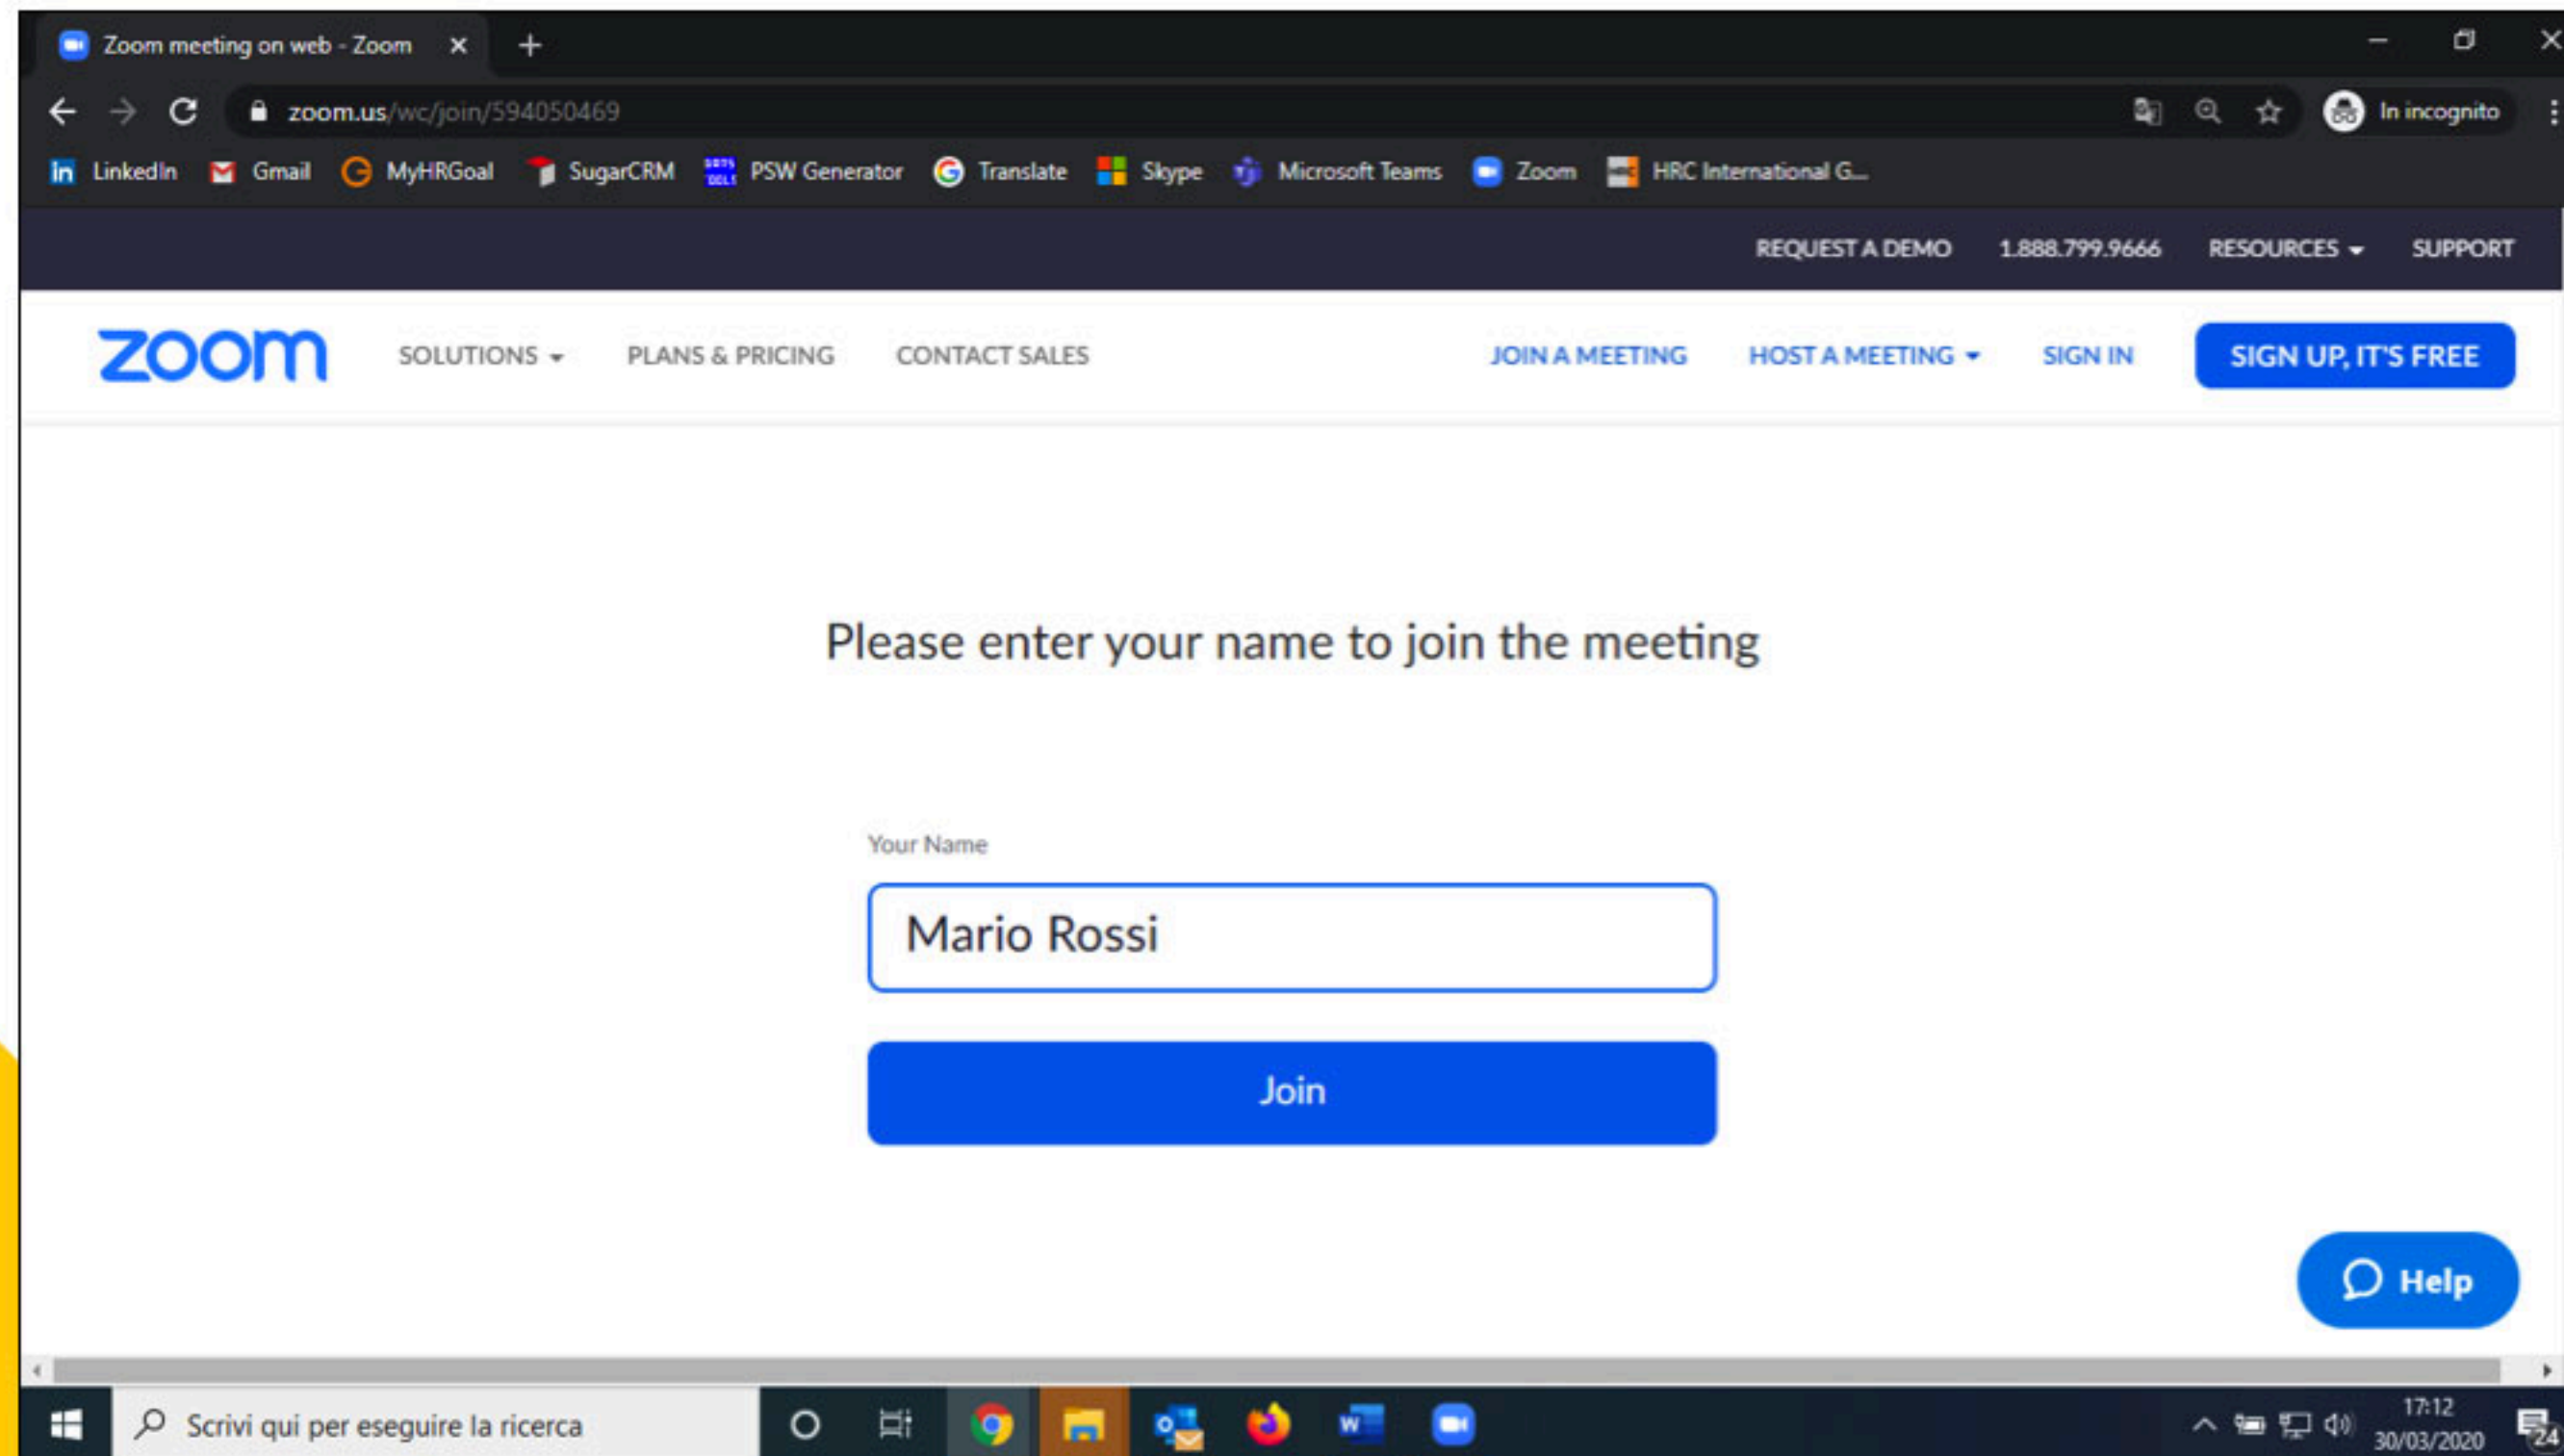 Zoom meeting on web - Zoom
zoom.us/wc/join/594050469
In incognito
LinkedIn Gmail MyHRGoal SugarCRM PSW Generator Translate Skype Microsoft Teams Zoom HRC International G...
REQUEST A DEMO 1.888.799.9666 RESOURCES SUPPORT
zoom SOLUTIONS PLANS & PRICING CONTACT SALES JOIN A MEETING HOST A MEETING SIGN IN SIGN UP, IT'S FREE
Please enter your name to join the meeting
Your Name
Mario Rossi
Join
Help
Scrivi qui per eseguire la ricerca
17:12
30/03/2020
24